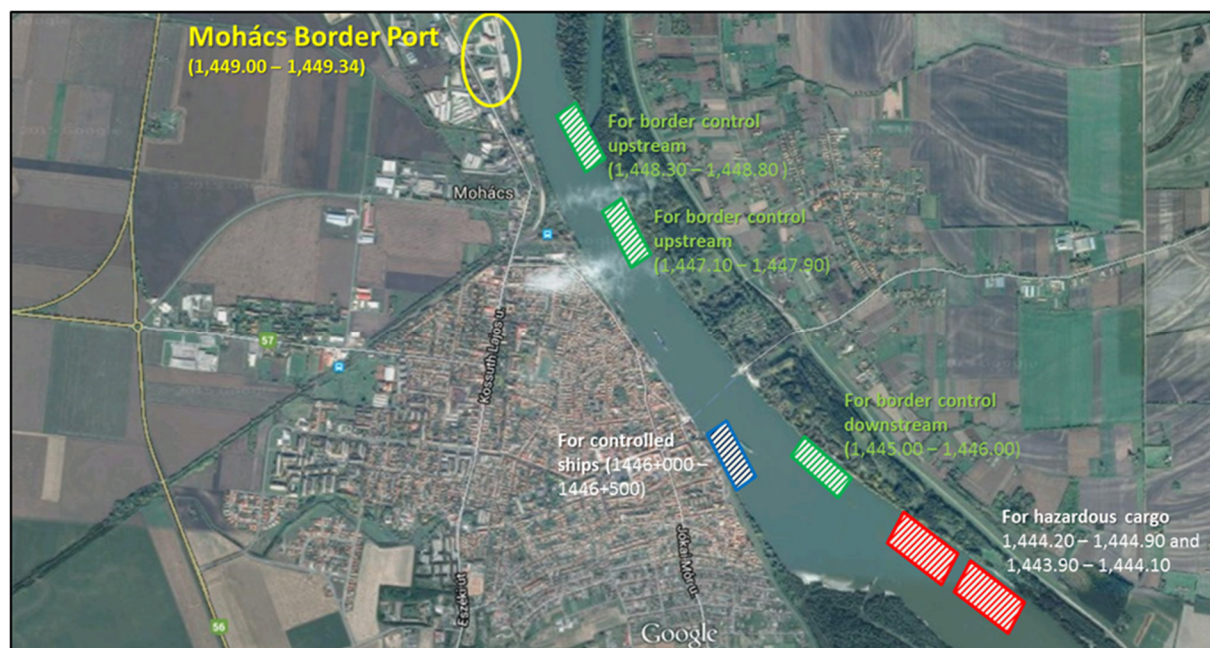 Mohács Border Port
(1,449.00 – 1,449.34)
For border control
upstream
(1,448.30 – 1,448.80 )
Mohács
For border control
upstream
(1,447.10 – 1,447.90)
Kossuth Lajos u.
57
For border control
downstream
(1,445.00 – 1,446.00)
For controlled
ships (1446+000 –
1446+500)
For hazardous cargo
1,444.20 – 1,444.90 and
1,443.90 – 1,444.10
Jókai Mór u.
Eszéki út
56
Google